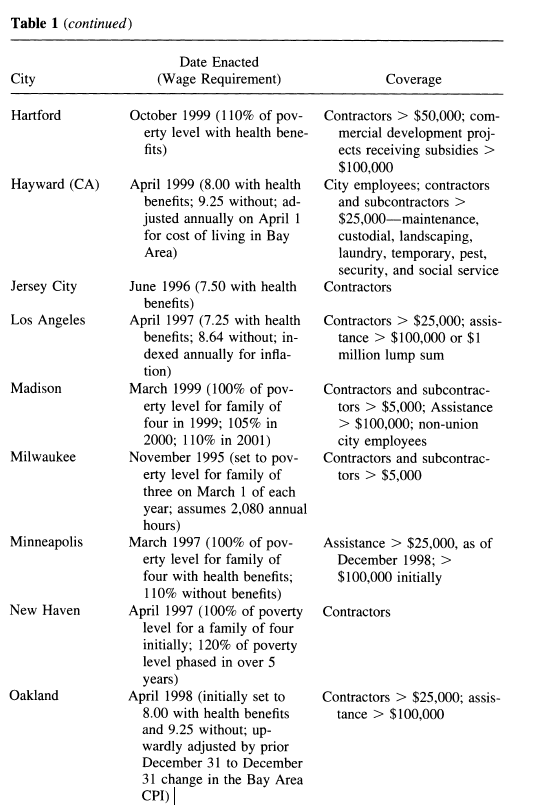 Table 1 (continued)
Date Enacted
City (Wage Requirement) Coverage
Hartford October 1999 (110% of pov- Contractors > $50,000; com-
erty level with health bene- mercial development proj-
fits) ects receiving subsidies >
$100,000
Hayward (CA) April 1999 (8.00 with health City employees; contractors
benefits; 9.25 without; ad- and subcontractors >
justed annually on April 1 $25,000—maintenance,
for cost of living in Bay custodial, landscaping,
Area) laundry, temporary, pest,
security, and social service
Jersey City June 1996 (7.50 with health Contractors
benefits)
Los Angeles April 1997 (7.25 with health Contractors > $25,000; assis-
benefits; 8.64 without; in- tance > $100,000 or $1
dexed annually for infla- million lump sum
tion)
Madison March 1999 (100% of pov- Contractors and subcontrac-
erty level for family of tors > $5,000; Assistance
four in 1999; 105% in > $100,000; non-union
2000; 110% in 2001) city employees
Milwaukee November 1995 (set to pov- Contractors and subcontrac-
erty level for family of tors > $5,000
three on March 1 of each
year; assumes 2,080 annual
hours)
Minneapolis March 1997 (100% of pov- Assistance > $25,000, as of
erty level for family of December 1998; >
four with health benefits; $100,000 initially
110% without benefits)
New Haven April 1997 (100% of poverty Contractors
level for a family of four
initially; 120% of poverty
level phased in over 5
years)
Oakland April 1998 (initially set to Contractors > $25,000; assis-
8.00 with health benefits tance > $100,000
and 9.25 without; up-
wardly adjusted by prior
December 31 to December
31 change in the Bay Area
CPI)